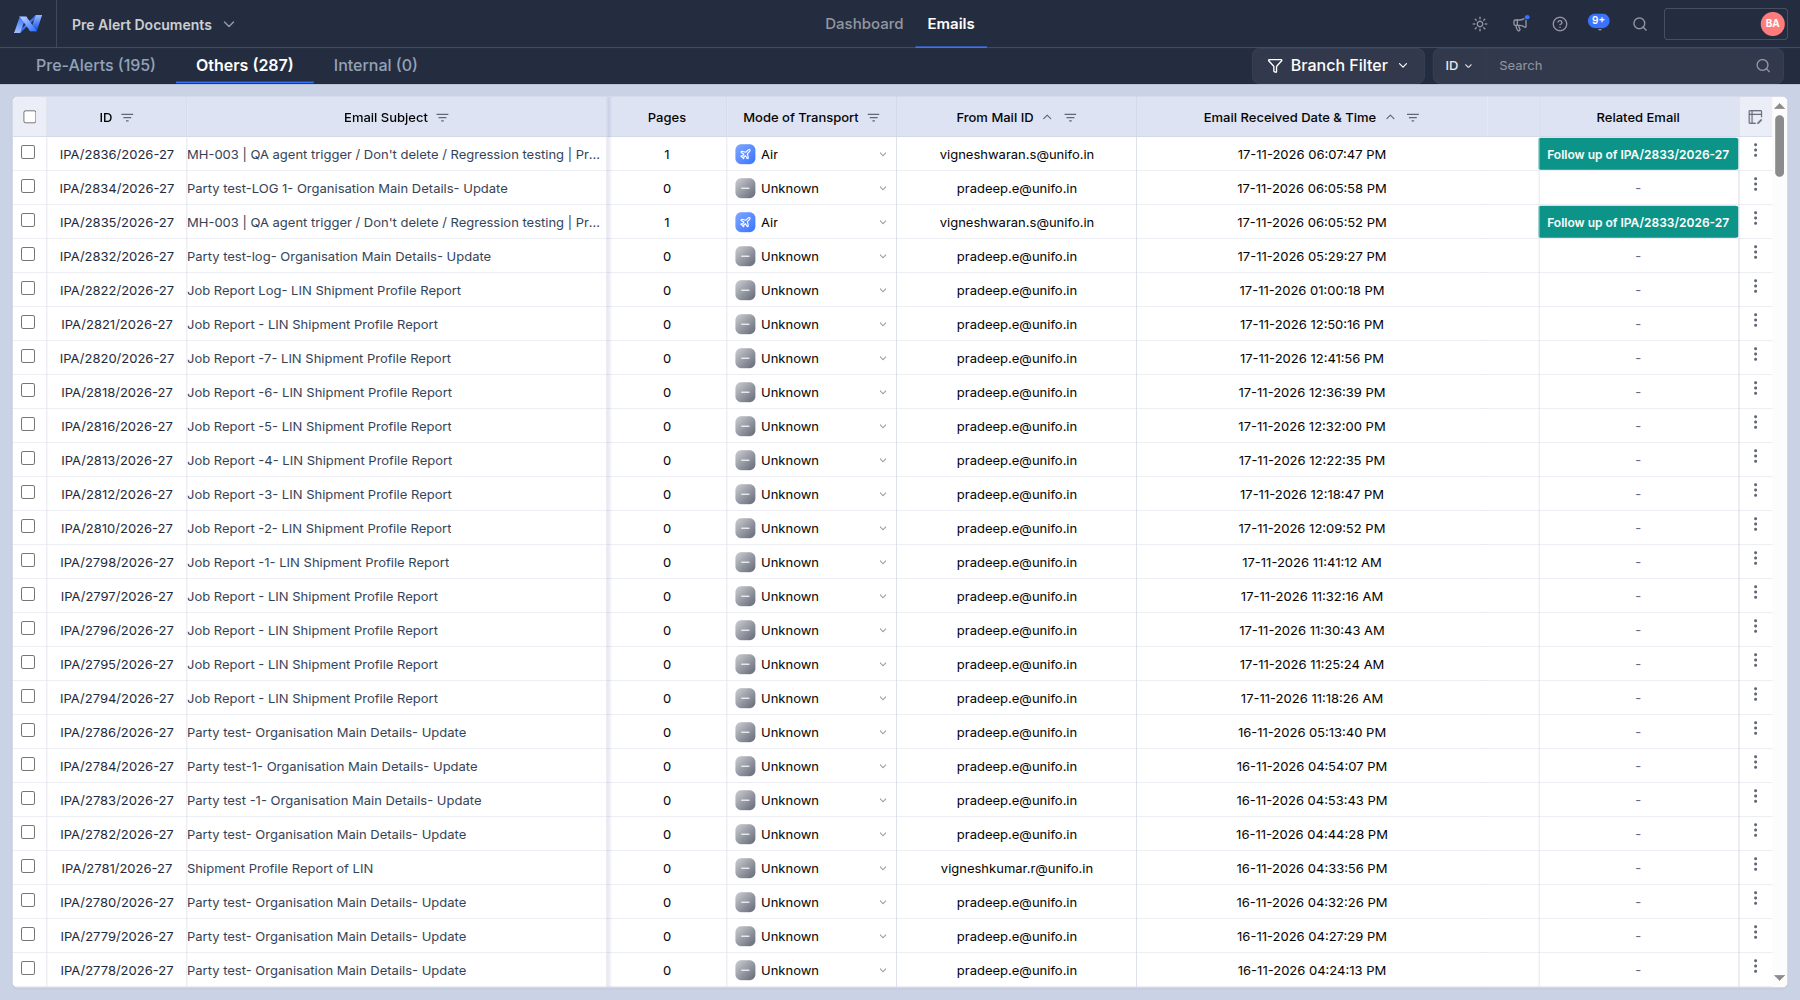 Pre Alert Documents
Dashboard
Emails
9+
BA
Pre-Alerts (195)
Others (287)
Internal (0)
Branch Filter
ID
Search
ID Email Subject Pages Mode of Transport From Mail ID Email Received Date & Time Related Email
IPA/2836/2026-27 MH-003 | QA agent trigger / Don't delete / Regression testing | Pr... 1 Air vigneshwaran.s@unifo.in 17-11-2026 06:07:47 PM Follow up of IPA/2833/2026-27
IPA/2834/2026-27 Party test-LOG 1- Organisation Main Details- Update 0 Unknown pradeep.e@unifo.in 17-11-2026 06:05:58 PM -
IPA/2835/2026-27 MH-003 | QA agent trigger / Don't delete / Regression testing | Pr... 1 Air vigneshwaran.s@unifo.in 17-11-2026 06:05:52 PM Follow up of IPA/2833/2026-27
IPA/2832/2026-27 Party test-log- Organisation Main Details- Update 0 Unknown pradeep.e@unifo.in 17-11-2026 05:29:27 PM -
IPA/2822/2026-27 Job Report Log- LIN Shipment Profile Report 0 Unknown pradeep.e@unifo.in 17-11-2026 01:00:18 PM -
IPA/2821/2026-27 Job Report - LIN Shipment Profile Report 0 Unknown pradeep.e@unifo.in 17-11-2026 12:50:16 PM -
IPA/2820/2026-27 Job Report -7- LIN Shipment Profile Report 0 Unknown pradeep.e@unifo.in 17-11-2026 12:41:56 PM -
IPA/2818/2026-27 Job Report -6- LIN Shipment Profile Report 0 Unknown pradeep.e@unifo.in 17-11-2026 12:36:39 PM -
IPA/2816/2026-27 Job Report -5- LIN Shipment Profile Report 0 Unknown pradeep.e@unifo.in 17-11-2026 12:32:00 PM -
IPA/2813/2026-27 Job Report -4- LIN Shipment Profile Report 0 Unknown pradeep.e@unifo.in 17-11-2026 12:22:35 PM -
IPA/2812/2026-27 Job Report -3- LIN Shipment Profile Report 0 Unknown pradeep.e@unifo.in 17-11-2026 12:18:47 PM -
IPA/2810/2026-27 Job Report -2- LIN Shipment Profile Report 0 Unknown pradeep.e@unifo.in 17-11-2026 12:09:52 PM -
IPA/2798/2026-27 Job Report -1- LIN Shipment Profile Report 0 Unknown pradeep.e@unifo.in 17-11-2026 11:41:12 AM -
IPA/2797/2026-27 Job Report - LIN Shipment Profile Report 0 Unknown pradeep.e@unifo.in 17-11-2026 11:32:16 AM -
IPA/2796/2026-27 Job Report - LIN Shipment Profile Report 0 Unknown pradeep.e@unifo.in 17-11-2026 11:30:43 AM -
IPA/2795/2026-27 Job Report - LIN Shipment Profile Report 0 Unknown pradeep.e@unifo.in 17-11-2026 11:25:24 AM -
IPA/2794/2026-27 Job Report - LIN Shipment Profile Report 0 Unknown pradeep.e@unifo.in 17-11-2026 11:18:26 AM -
IPA/2786/2026-27 Party test- Organisation Main Details- Update 0 Unknown pradeep.e@unifo.in 16-11-2026 05:13:40 PM -
IPA/2784/2026-27 Party test-1- Organisation Main Details- Update 0 Unknown pradeep.e@unifo.in 16-11-2026 04:54:07 PM -
IPA/2783/2026-27 Party test -1- Organisation Main Details- Update 0 Unknown pradeep.e@unifo.in 16-11-2026 04:53:43 PM -
IPA/2782/2026-27 Party test- Organisation Main Details- Update 0 Unknown pradeep.e@unifo.in 16-11-2026 04:44:28 PM -
IPA/2781/2026-27 Shipment Profile Report of LIN 0 Unknown vigneshkumar.r@unifo.in 16-11-2026 04:33:56 PM -
IPA/2780/2026-27 Party test- Organisation Main Details- Update 0 Unknown pradeep.e@unifo.in 16-11-2026 04:32:26 PM -
IPA/2779/2026-27 Party test- Organisation Main Details- Update 0 Unknown pradeep.e@unifo.in 16-11-2026 04:27:29 PM -
IPA/2778/2026-27 Party test- Organisation Main Details- Update 0 Unknown pradeep.e@unifo.in 16-11-2026 04:24:13 PM -